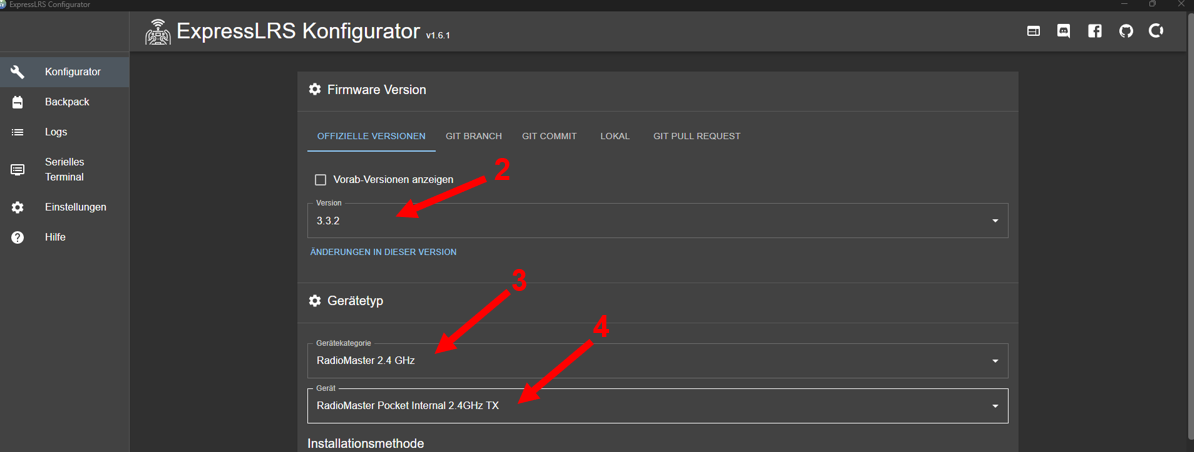 ExpressLRS Configurator
ExpressLRS Konfigurator v1.6.1
Konfigurator
Backpack
Logs
Serielles
Terminal
Einstellungen
Hilfe
Firmware Version
OFFIZIELLE VERSIONEN GIT BRANCH GIT COMMIT LOKAL GIT PULL REQUEST
2
Vorab-Versionen anzeigen
Version
3.3.2
ÄNDERUNGEN IN DIESER VERSION
3
Gerätetyp
4
Gerätekategorie
RadioMaster 2.4 GHz
Gerät
RadioMaster Pocket Internal 2.4GHz TX
Installationsmethode